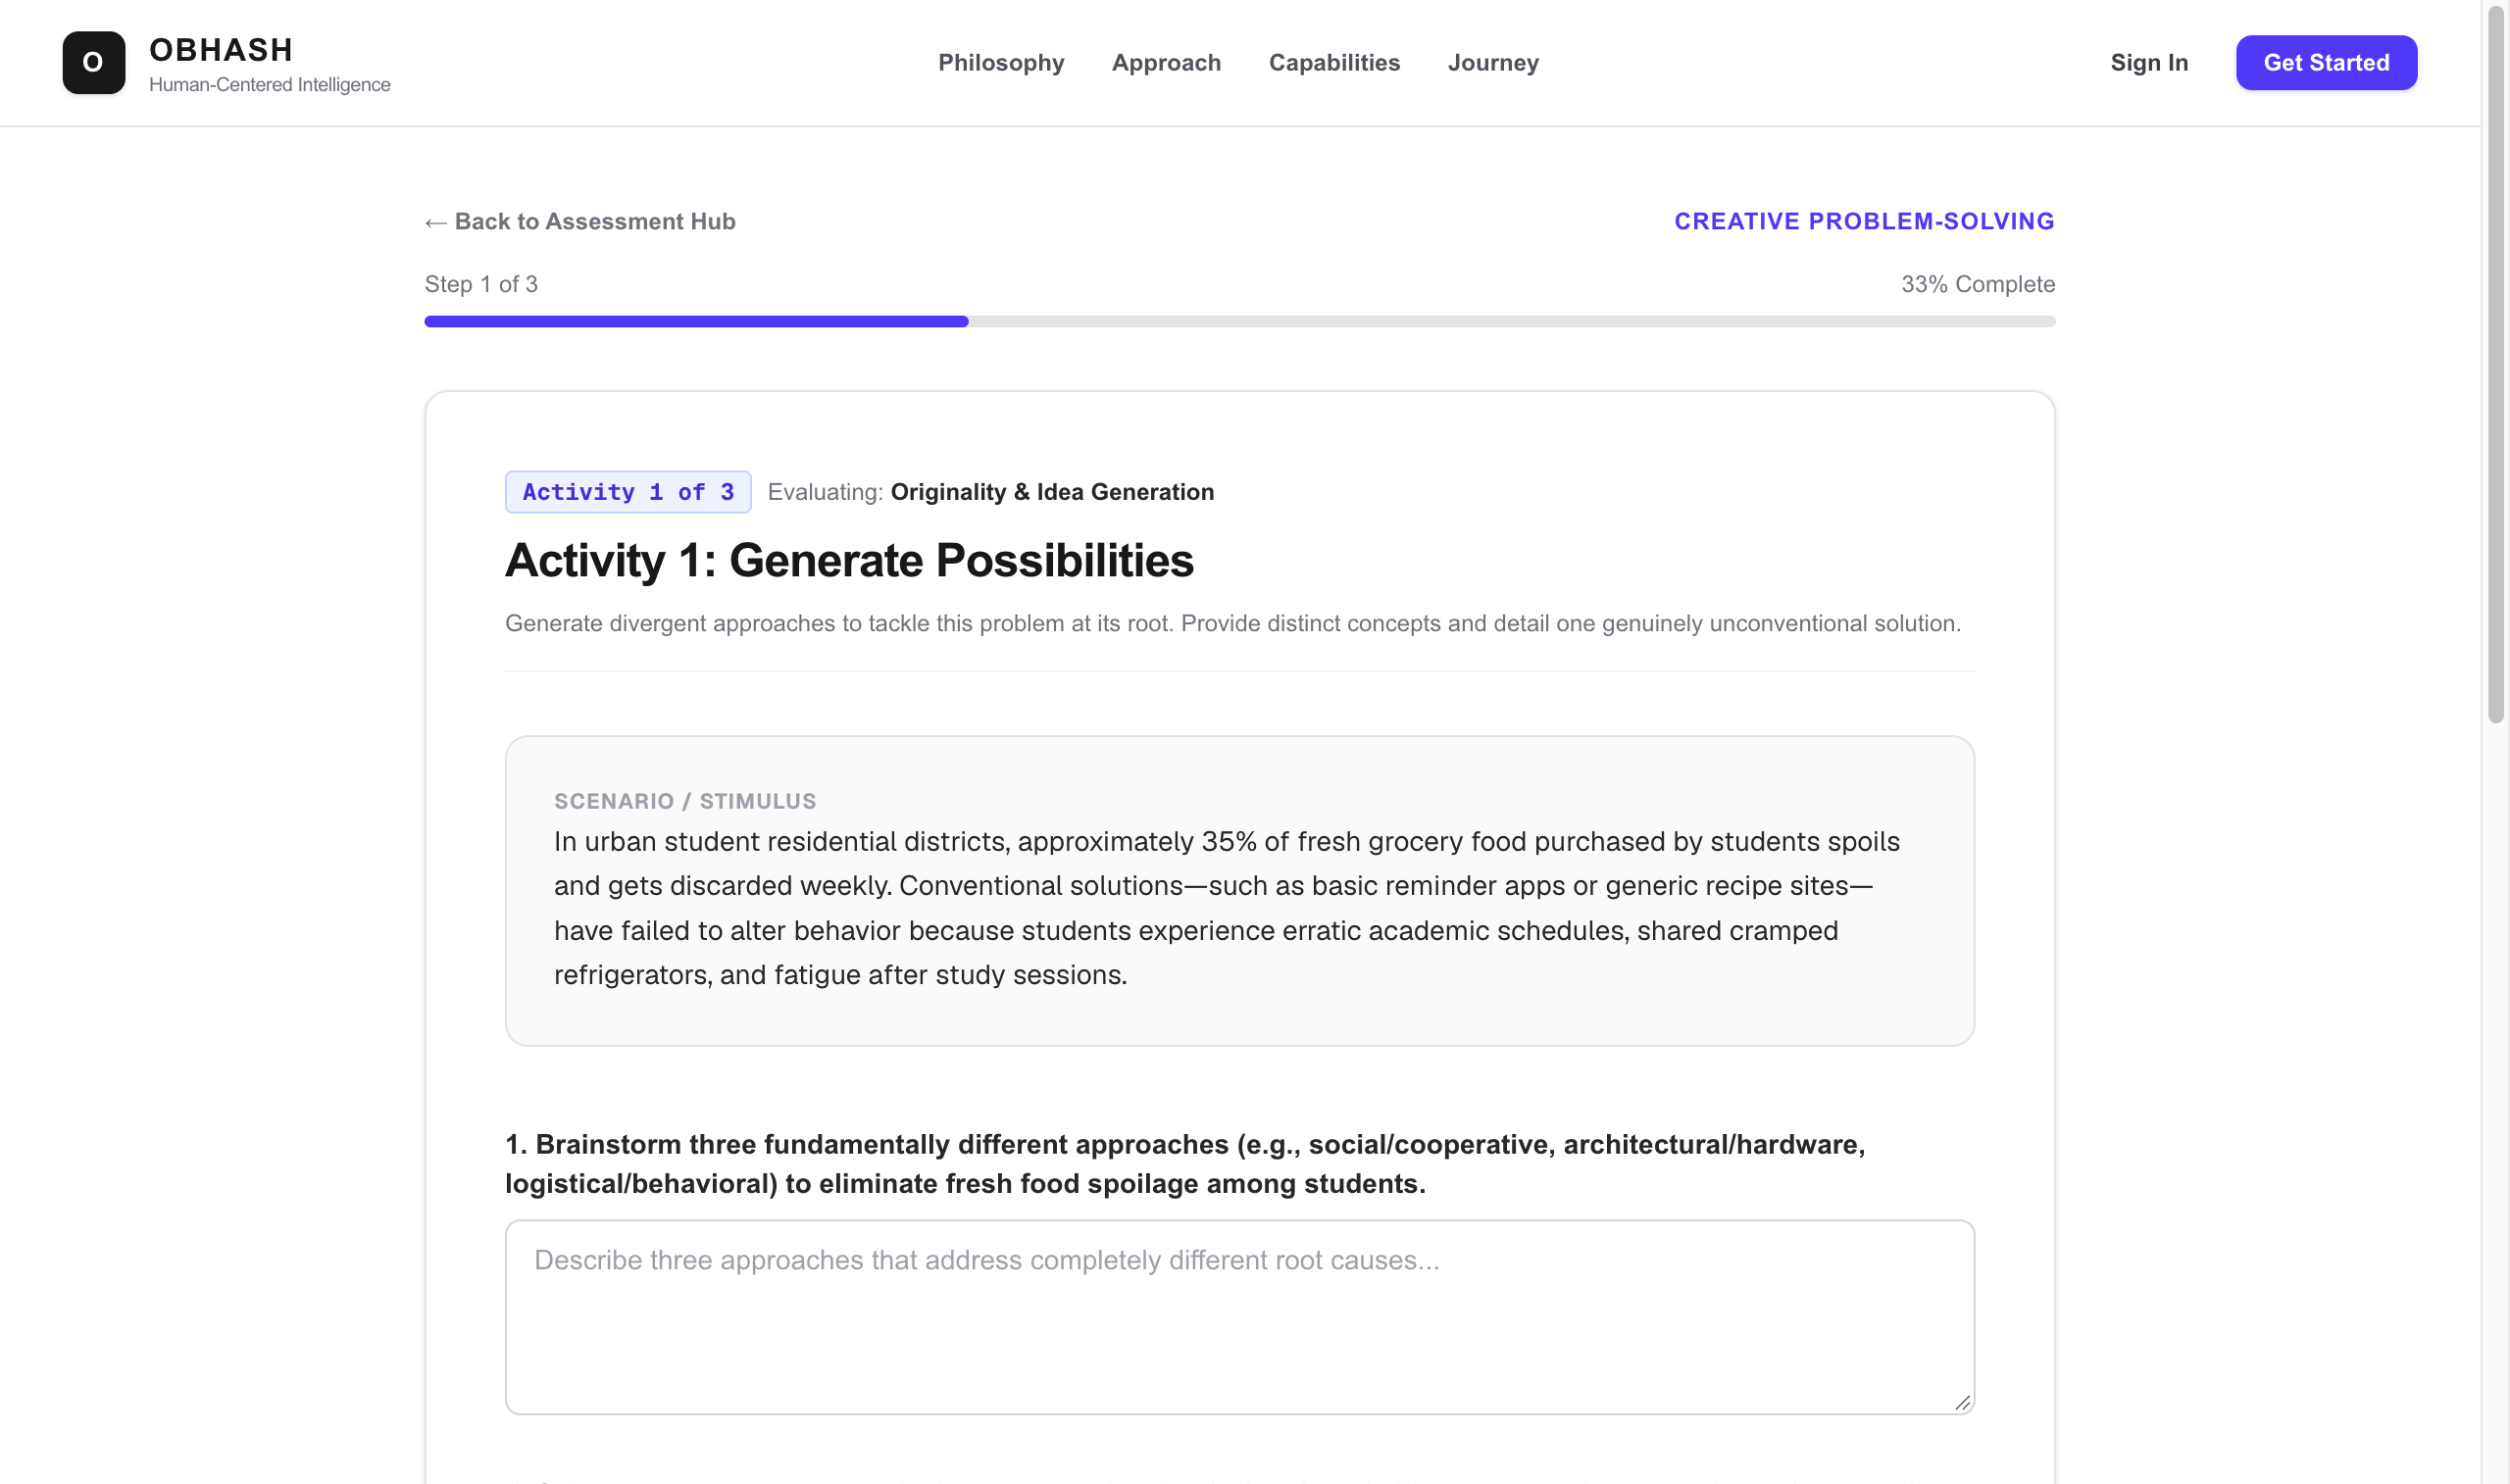 O
OBHASH
Human-Centered Intelligence
Philosophy
Approach
Capabilities
Journey
Sign In
Get Started
← Back to Assessment Hub
CREATIVE PROBLEM-SOLVING
Step 1 of 3
33% Complete
Activity 1 of 3
Evaluating: Originality & Idea Generation
Activity 1: Generate Possibilities
Generate divergent approaches to tackle this problem at its root. Provide distinct concepts and detail one genuinely unconventional solution.
SCENARIO / STIMULUS
In urban student residential districts, approximately 35% of fresh grocery food purchased by students spoils
and gets discarded weekly. Conventional solutions—such as basic reminder apps or generic recipe sites—
have failed to alter behavior because students experience erratic academic schedules, shared cramped
refrigerators, and fatigue after study sessions.
1. Brainstorm three fundamentally different approaches (e.g., social/cooperative, architectural/hardware,
logistical/behavioral) to eliminate fresh food spoilage among students.
Describe three approaches that address completely different root causes...